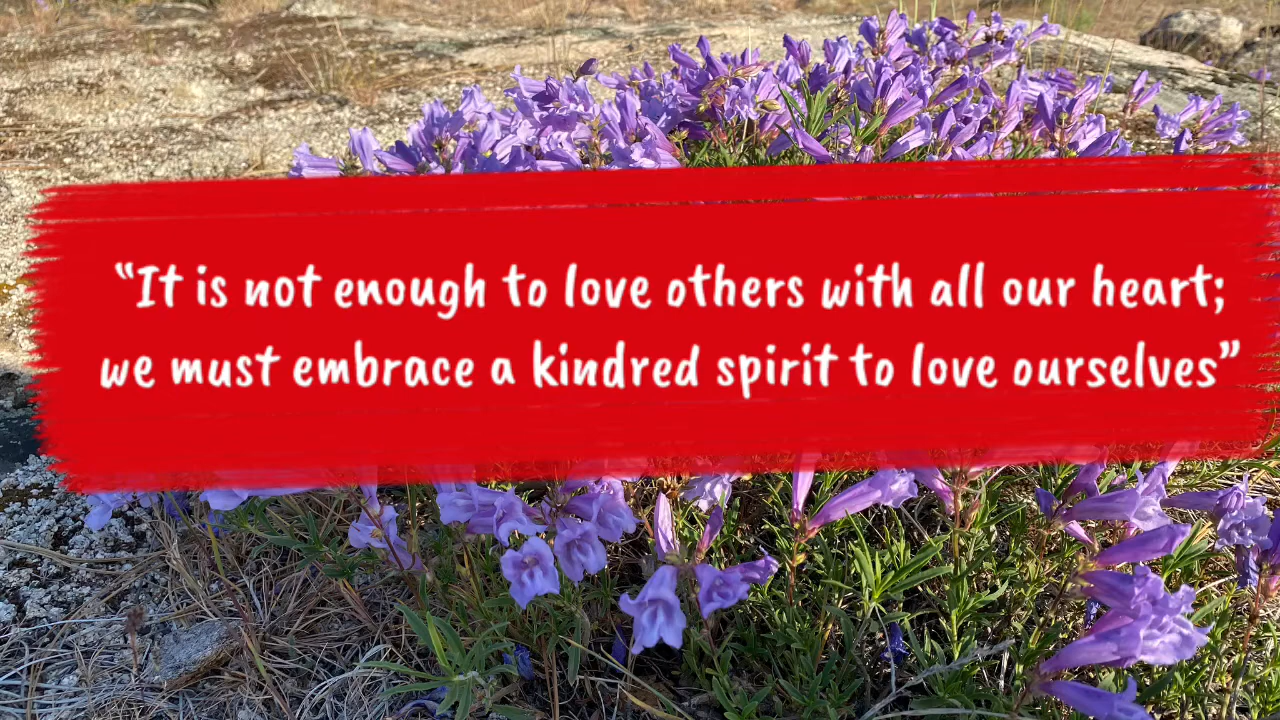 “It is not enough to love others with all our heart;
we must embrace a kindred spirit to love ourselves”